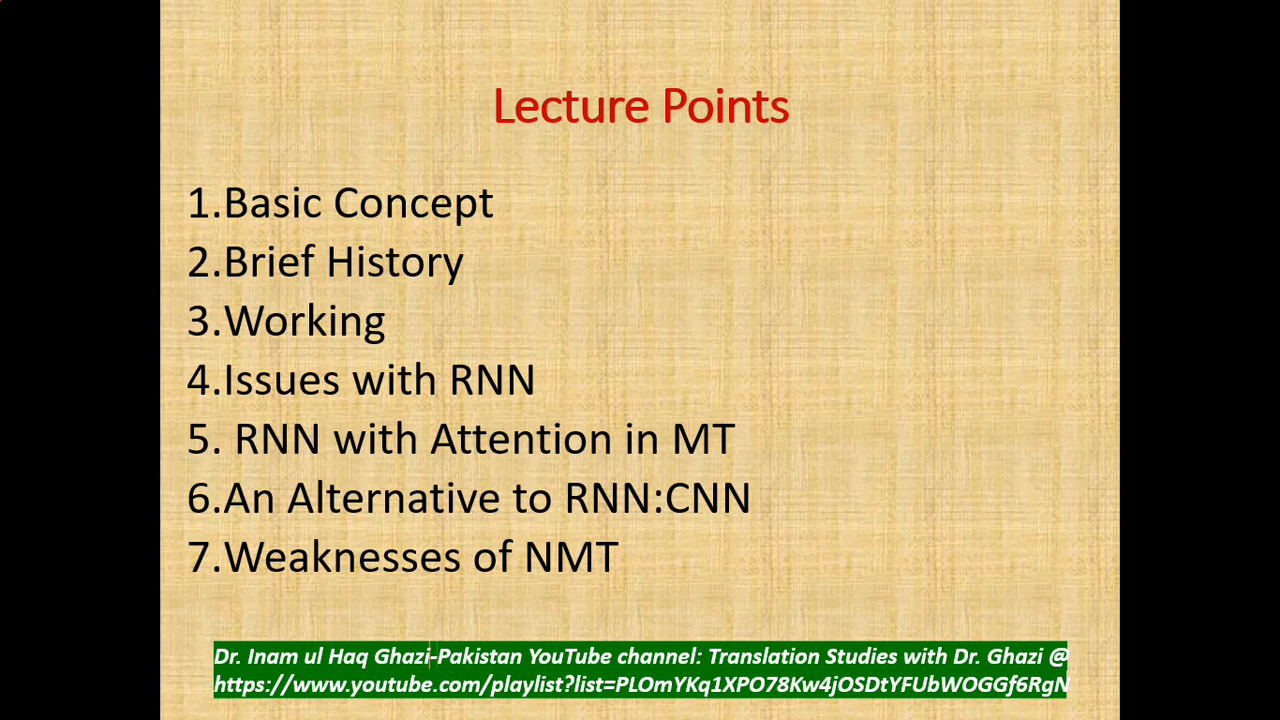 Lecture Points
1.Basic Concept
2.Brief History
3.Working
4.Issues with RNN
5. RNN with Attention in MT
6.An Alternative to RNN:CNN
7.Weaknesses of NMT
Dr. Inam ul Haq Ghazi-Pakistan YouTube channel: Translation Studies with Dr. Ghazi @
https://www.youtube.com/playlist?list=PLOmYKq1XPO78Kw4jOSDtYFUbWOGGf6RgN